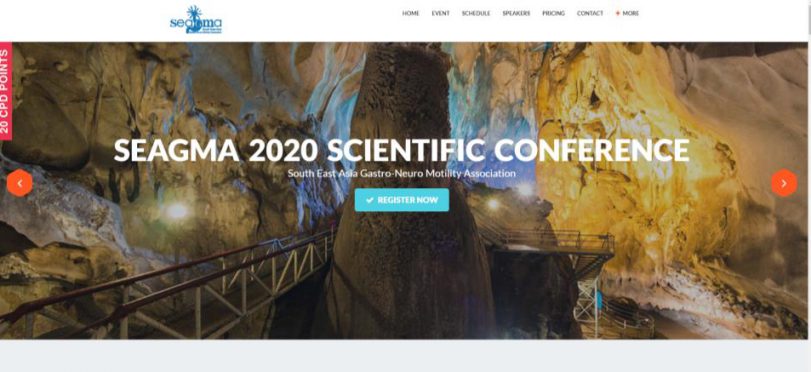 seagma
HOME EVENT SCHEDULE SPEAKERS PRICING CONTACT + MORE
20 CPD POINTS
SEAGMA 2020 SCIENTIFIC CONFERENCE
South East Asia Gastro-Neuro Motility Association
✓ REGISTER NOW